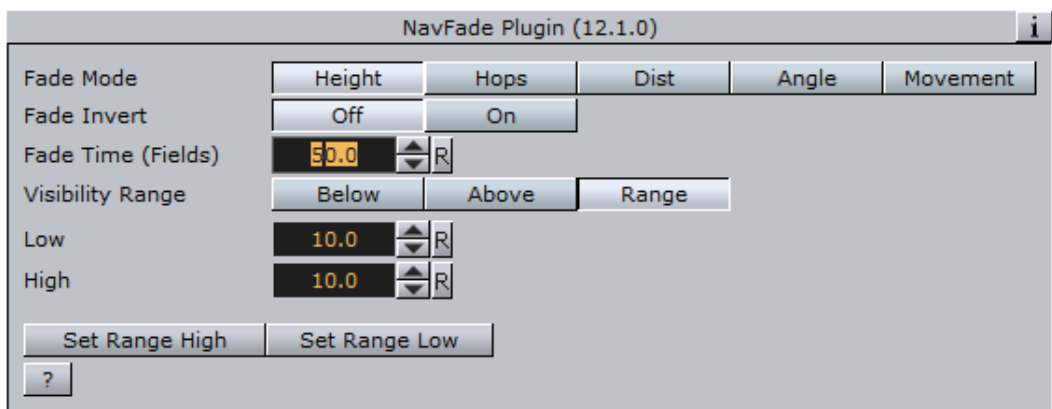 NavFade Plugin (12.1.0) i
Fade Mode Height Hops Dist Angle Movement
Fade Invert Off On
Fade Time (Fields) 50.0 R
Visibility Range Below Above Range
Low 10.0 R
High 10.0 R
Set Range High Set Range Low
?